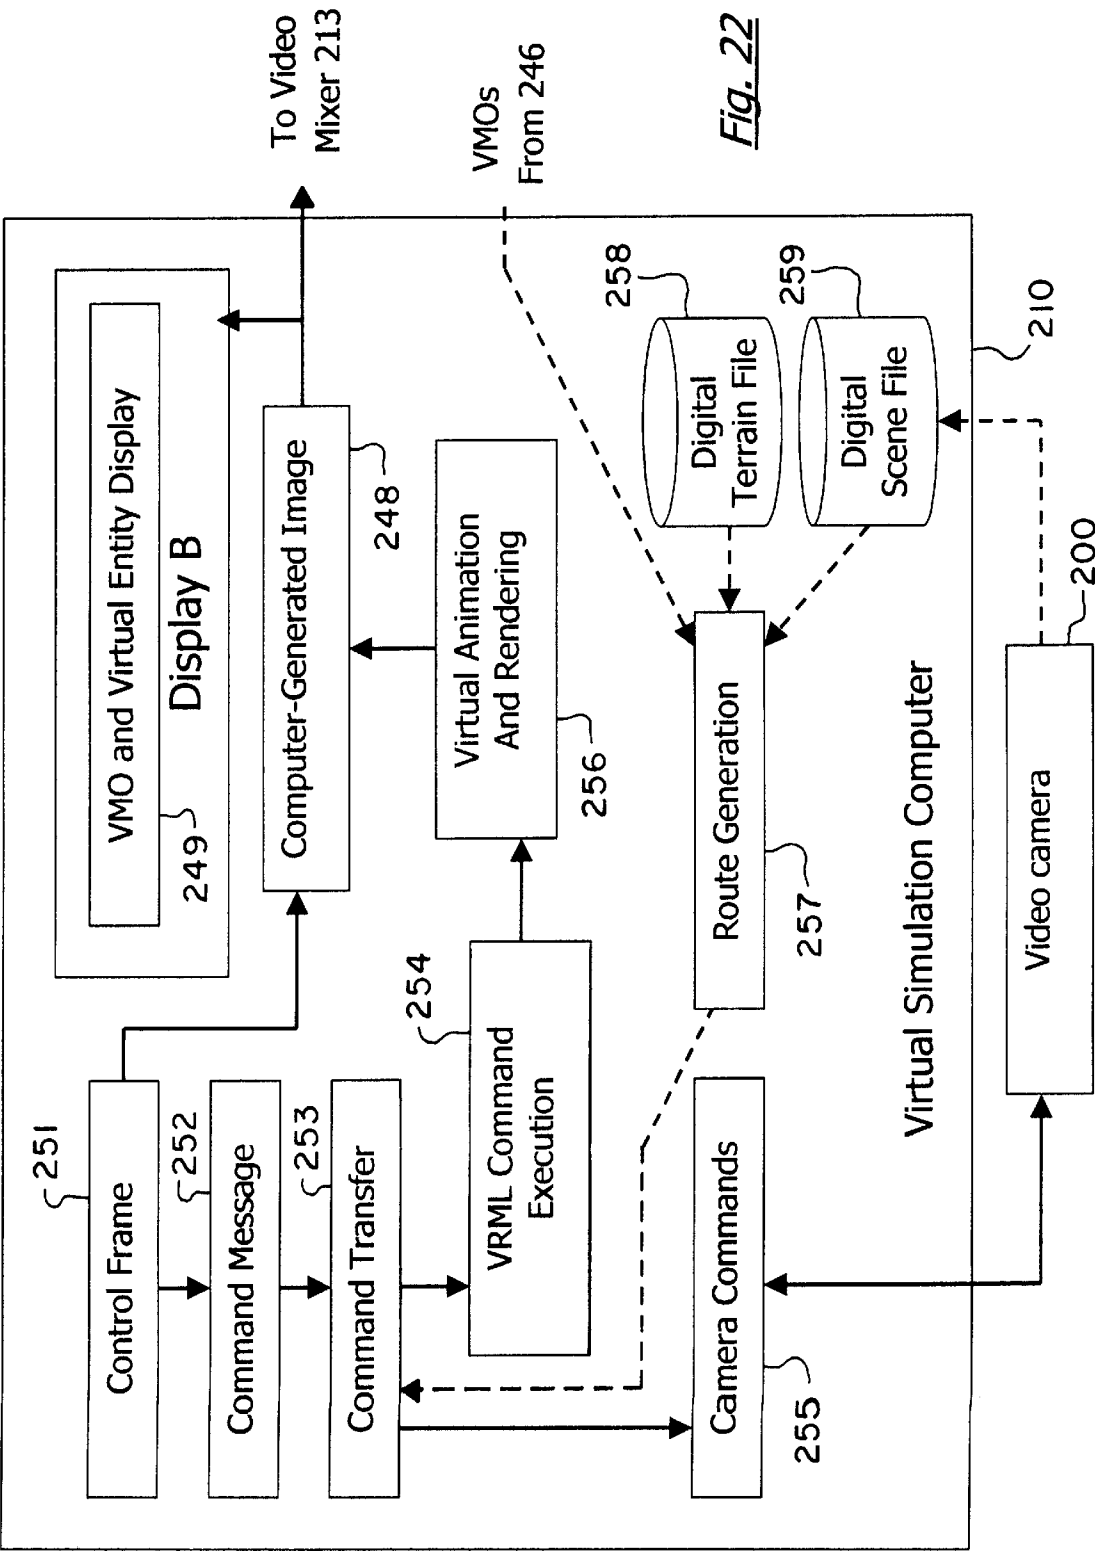 Control Frame
251
Command Message
252
Command Transfer
253
VRML Command
Execution
254
Camera Commands
255
VMO and Virtual Entity Display
249
Display B
Computer-Generated Image
248
Virtual Animation
And Rendering
256
Route Generation
257
Digital
Terrain File
258
Digital
Scene File
259
Virtual Simulation Computer
210
Video camera
200
To Video
Mixer 213
VMOs
From 246
Fig. 22